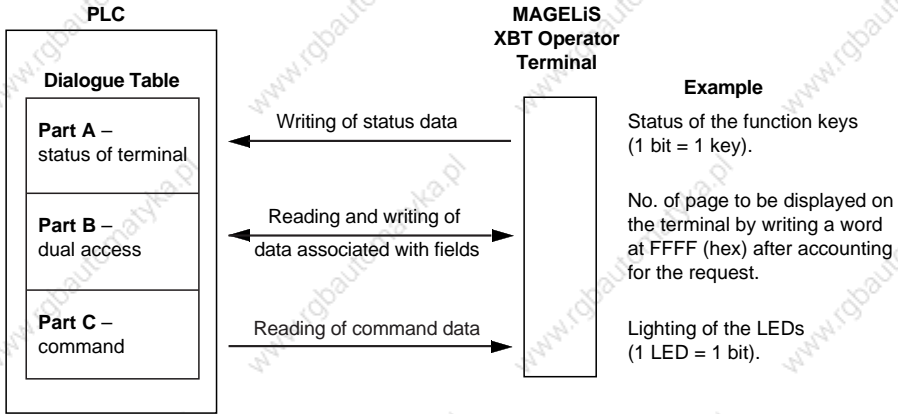 PLC
MAGELiS
XBT Operator
Terminal
Dialogue Table
Example
Part A –
status of terminal
Writing of status data
Status of the function keys
(1 bit = 1 key).
Part B –
dual access
Reading and writing of
data associated with fields
No. of page to be displayed on
the terminal by writing a word
at FFFF (hex) after accounting
for the request.
Part C –
command
Reading of command data
Lighting of the LEDs
(1 LED = 1 bit).
www.rgbautomatyka.pl